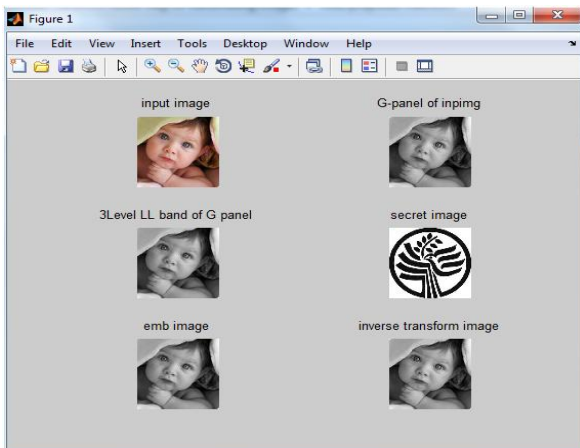 Figure 1
File Edit View Insert Tools Desktop Window Help
input image
G-panel of inpimg
3Level LL band of G panel
secret image
emb image
inverse transform image